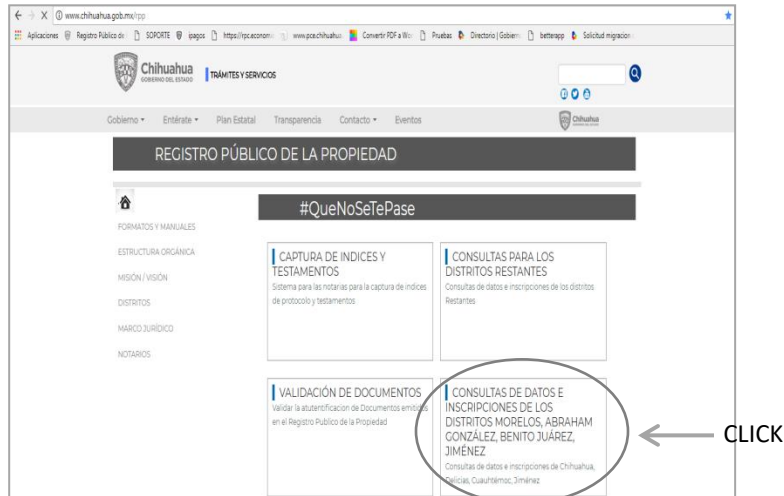 www.chihuahua.gob.mx/rpp
Aplicaciones Registro Público de SOPORTE ipagos https://rpc.econom www.pce.chihuahua. Convertir PDF a Wo Pruebas Directorio | Gobiern betterapp Solicitud migracion
Chihuahua
GOBIERNO DEL ESTADO
TRÁMITES Y SERVICIOS
Gobierno Entérate Plan Estatal Transparencia Contacto Eventos
Chihuahua
REGISTRO PÚBLICO DE LA PROPIEDAD
#QueNoSeTePase
FORMATOS Y MANUALES
ESTRUCTURA ORGÁNICA
MISIÓN / VISIÓN
DISTRITOS
MARCO JURÍDICO
NOTARIOS
CAPTURA DE INDICES Y
TESTAMENTOS
Sistema para las notarias para la captura de indices
de protocolo y testamentos
CONSULTAS PARA LOS
DISTRITOS RESTANTES
Consultas de datos e inscripciones de los distritos
Restantes
VALIDACIÓN DE DOCUMENTOS
Validar la atutentificacion de Documentos emitidos
en el Registro Publico de la Propiedad
CONSULTAS DE DATOS E
INSCRIPCIONES DE LOS
DISTRITOS MORELOS, ABRAHAM
GONZÁLEZ, BENITO JUÁREZ,
JIMÉNEZ
Consultas de datos e inscripciones de Chihuahua,
Delicias, Cuauhtémoc, Jiménez
CLICK